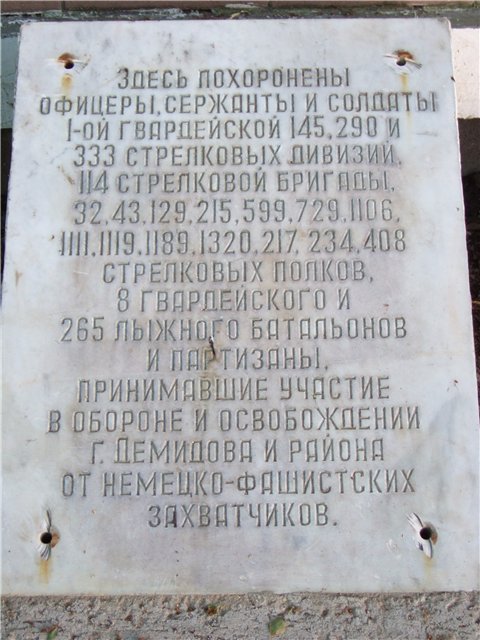 Здесь похоронены
офицеры, сержанты и солдаты
1-ой гвардейской 145, 290 и
333 стрелковых дивизий,
114 стрелковой бригады,
32, 43, 129, 215, 599, 729, 1106,
1111, 1119, 1189, 1320, 217, 234, 408
стрелковых полков,
8 гвардейского и
265 лыжного батальонов
и партизаны,
принимавшие участие
в обороне и освобождении
г. Демидова и района
от немецко-фашистских
захватчиков.